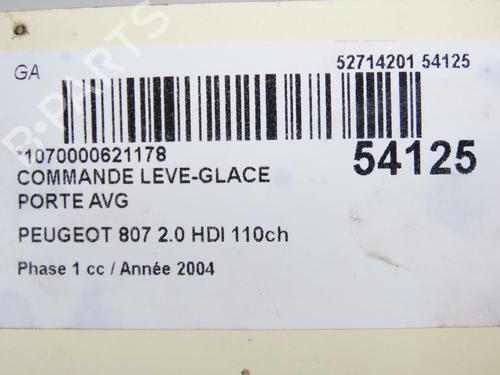 GA
52714201 54125
*1070000621178
54125
COMMANDE LEVE-GLACE
PORTE AVG
PEUGEOT 807 2.0 HDI 110ch
Phase 1 cc / Année 2004
B-PARTS